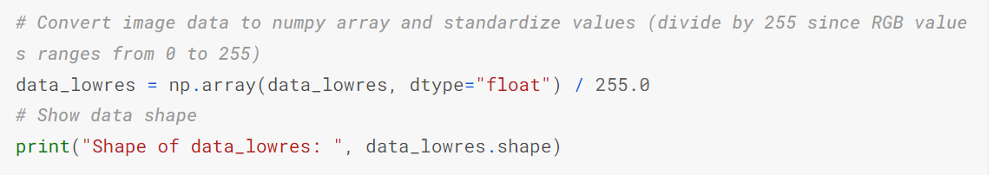 # Convert image data to numpy array and standardize values (divide by 255 since RGB value
s ranges from 0 to 255)
data_lowres = np.array(data_lowres, dtype="float") / 255.0
# Show data shape
print("Shape of data_lowres: ", data_lowres.shape)